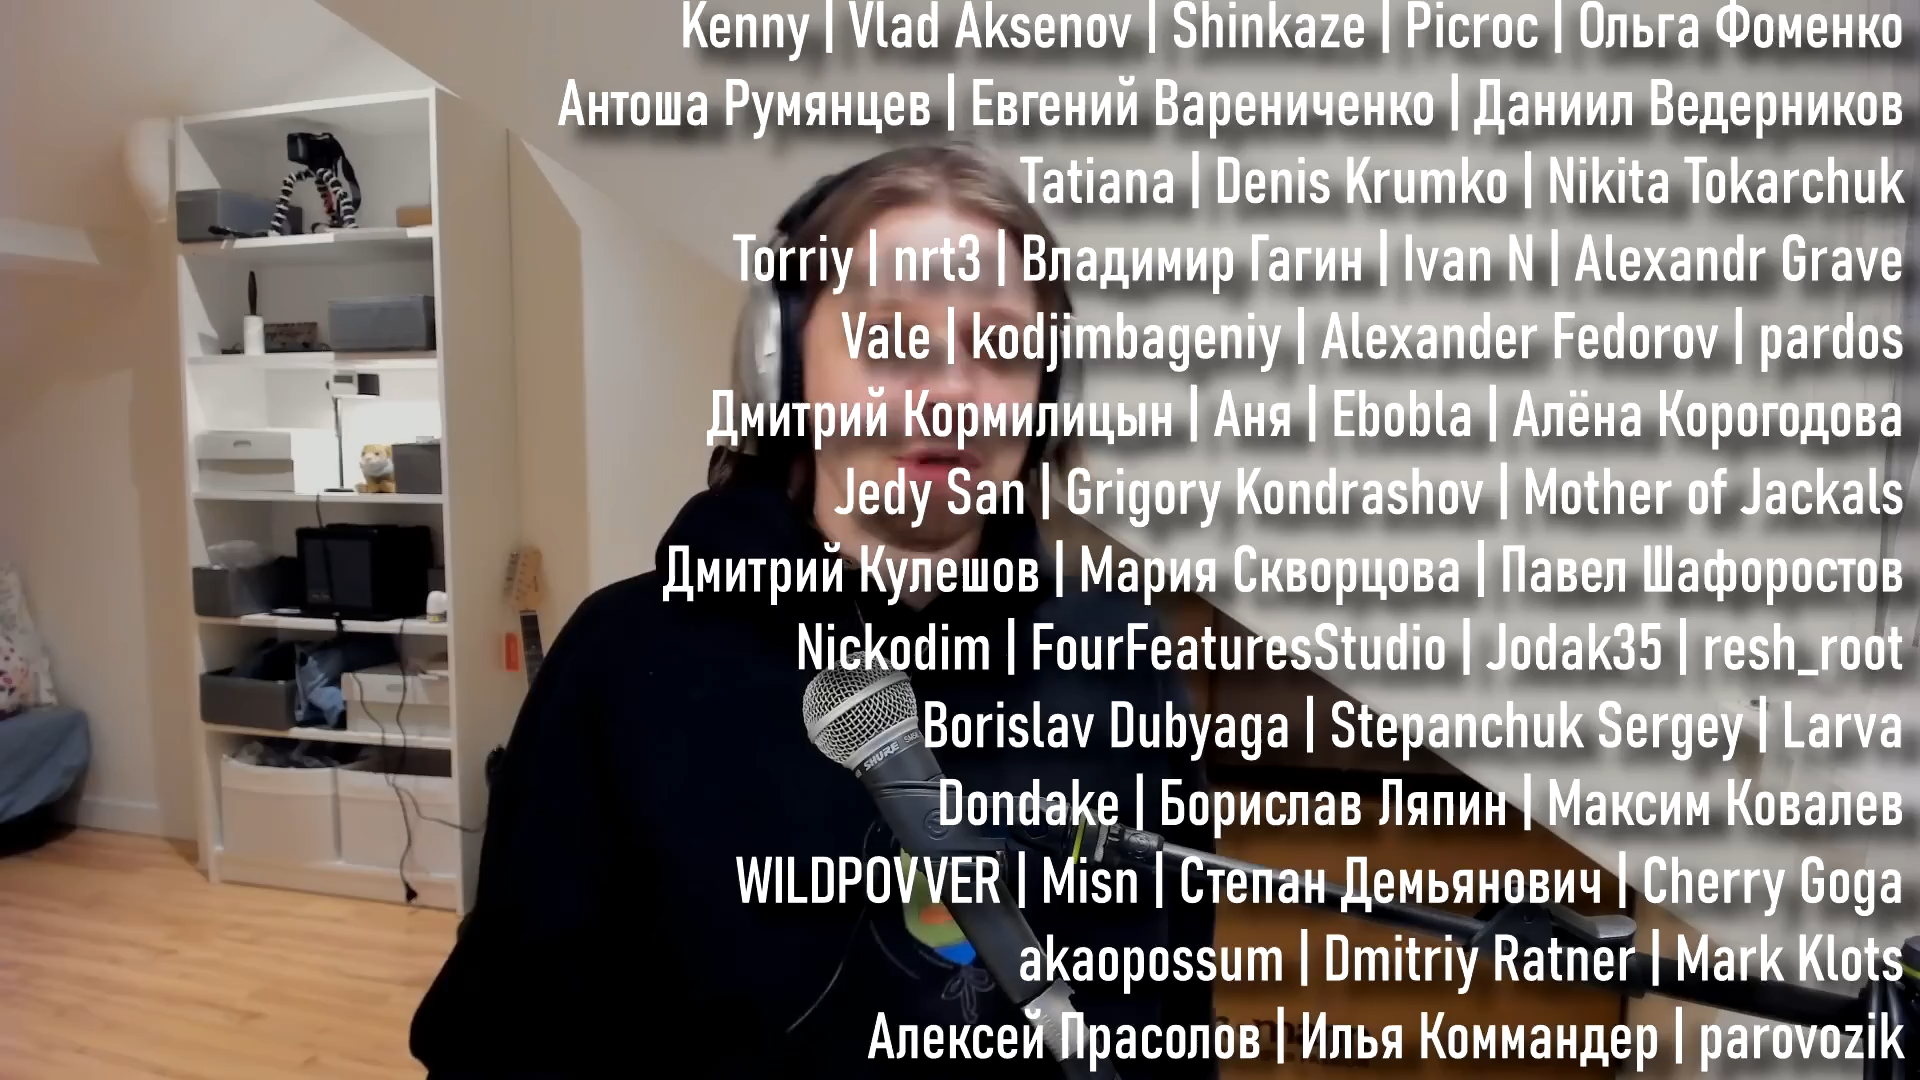 Kenny | Vlad Aksenov | Shinkaze | Picroc | Ольга Фоменко
Антоша Румянцев | Евгений Варениченко | Даниил Ведерников
Tatiana | Denis Krumko | Nikita Tokarchuk
Torriy | nrt3 | Владимир Гагин | Ivan N | Alexandr Grave
Vale | kodjimbageniy | Alexander Fedorov | pardos
Дмитрий Кормилицын | Аня | Ebobla | Алёна Корогодова
Jedy San | Grigory Kondrashov | Mother of Jackals
Дмитрий Кулешов | Мария Скворцова | Павел Шафоростов
Nickodim | FourFeaturesStudio | Jodak35 | resh_root
Borislav Dubyaga | Stepanchuk Sergey | Larva
SHURE
Dondake | Борислав Ляпин | Максим Ковалев
WILDPOVVER | Misn | Степан Демьянович | Cherry Goga
akaopossum | Dmitriy Ratner | Mark Klots
Алексей Прасолов | Илья Коммандер | parovozik